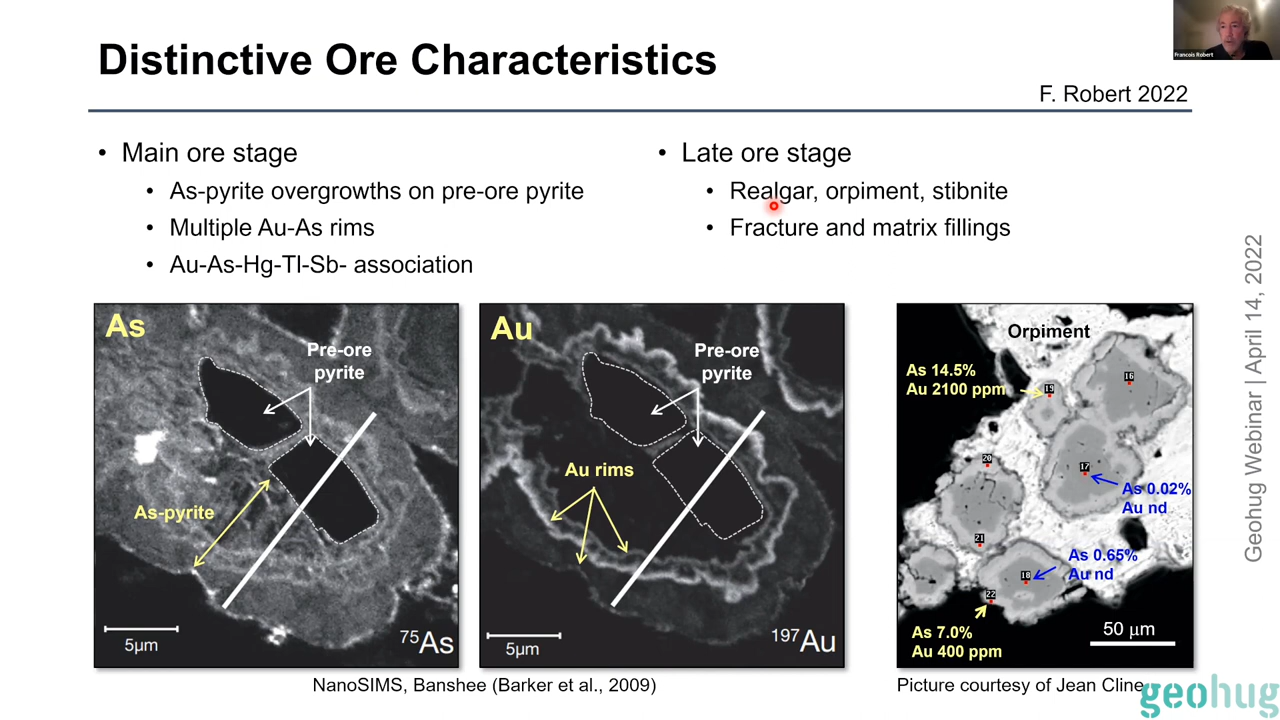 Distinctive Ore Characteristics
Francois Robert
F. Robert 2022
• Main ore stage
• As-pyrite overgrowths on pre-ore pyrite
• Multiple Au-As rims
• Au-As-Hg-Tl-Sb- association
• Late ore stage
• Realgar, orpiment, stibnite
• Fracture and matrix fillings
As
Pre-ore
pyrite
As-pyrite
5µm
75As
Au
Pre-ore
pyrite
Au rims
5µm
197Au
NanoSIMS, Banshee (Barker et al., 2009)
Orpiment
As 14.5%
Au 2100 ppm
19
16
20
17
As 0.02%
Au nd
21
As 0.65%
Au nd
18
22
As 7.0%
Au 400 ppm
50 µm
Picture courtesy of Jean Cline
Geohug Webinar | April 14, 2022
geohug